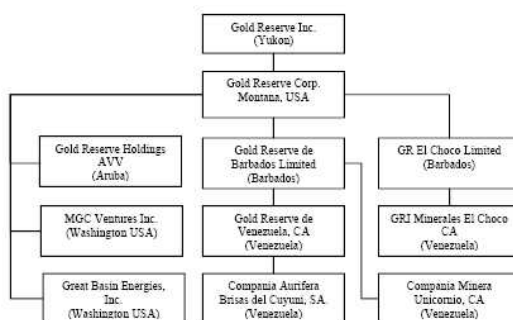 Gold Reserve Inc.
(Yukon)
Gold Reserve Corp.
Montana, USA
Gold Reserve Holdings
AVV
(Aruba)
Gold Reserve de
Barbados Limited
(Barbados)
GR El Choco Limited
(Barbados)
MGC Ventures Inc.
(Washington USA)
Gold Reserve de
Venezuela, CA
(Venezuela)
GRI Minerales El Choco
CA
(Venezuela)
Great Basin Energies,
Inc.
(Washington USA)
Compania Aurifera
Brisas del Cuyuni, SA
(Venezuela)
Compania Minera
Unicornio, CA
(Venezuela)